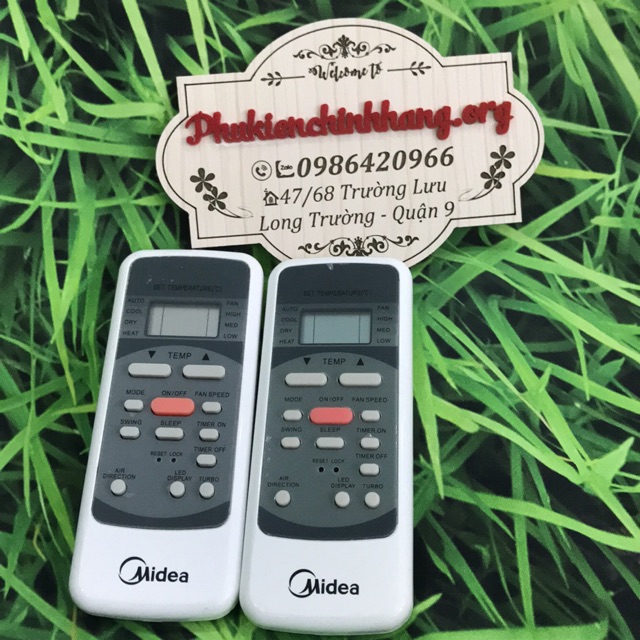 Welcome to
Phukienchinhhang.org
Zalo 0986420966
47/68 Trường Lưu
Long Trường - Quận 9
SET TEMPERATURE(°C)
AUTO FAN
COOL HIGH
DRY MED
HEAT LOW
▼ TEMP ▲
MODE ON/OFF FAN SPEED
SWING SLEEP TIMER ON
RESET LOCK TIMER OFF
AIR DIRECTION LED DISPLAY TURBO
Midea
SET TEMPERATURE(°C)
AUTO FAN
COOL HIGH
DRY MED
HEAT LOW
▼ TEMP ▲
MODE ON/OFF FAN SPEED
SWING SLEEP TIMER ON
RESET LOCK TIMER OFF
AIR DIRECTION LED DISPLAY TURBO
Midea